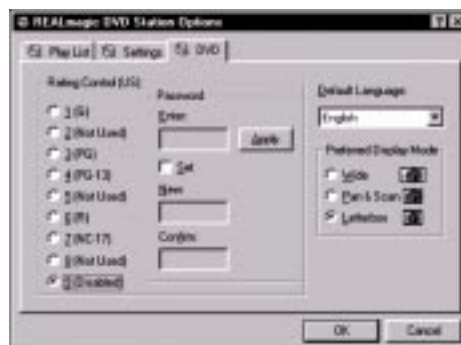 REALmagic DVD Station Options
Play List
Settings
DVD
Rating Control (US)
1 (G)
2 (Not Used)
3 (PG)
4 (PG-13)
5 (Not Used)
6 (R)
7 (NC-17)
8 (Not Used)
0 (Disabled)
Password
Enter:
Apply
Set
New:
Confirm:
Default Language:
English
Preferred Display Mode
Wide
Pan & Scan
Letterbox
OK
Cancel